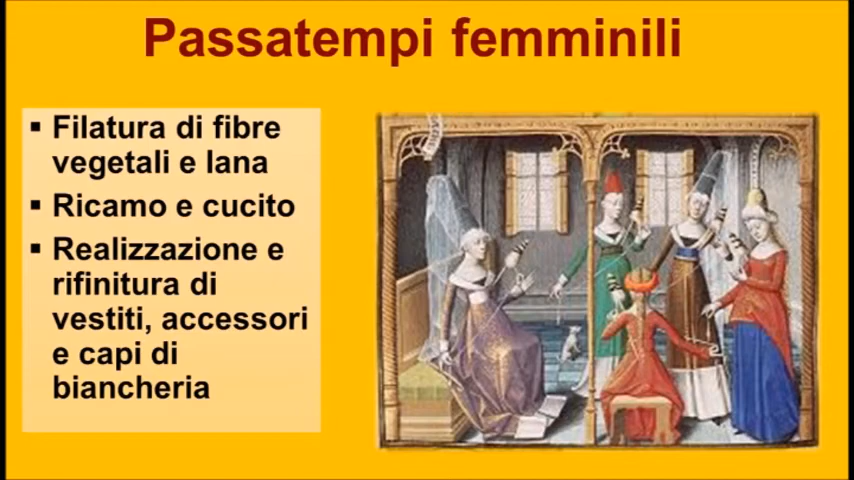 Passatempi femminili
▪ Filatura di fibre
vegetali e lana
▪ Ricamo e cucito
▪ Realizzazione e
rifinitura di
vestiti, accessori
e capi di
biancheria